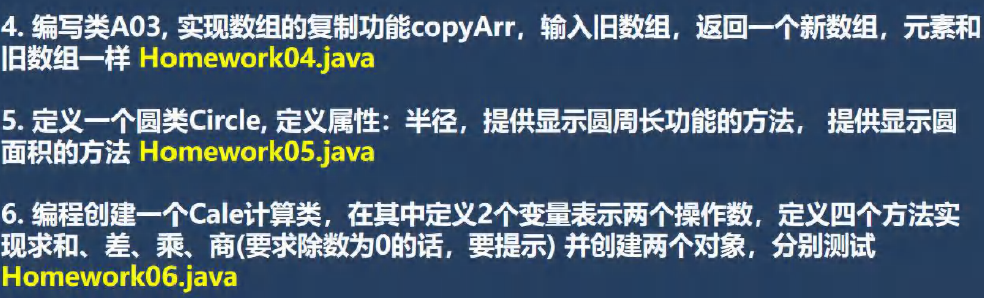 4. 编写类A03, 实现数组的复制功能copyArr，输入旧数组，返回一个新数组，元素和
旧数组一样 Homework04.java
5. 定义一个圆类Circle, 定义属性：半径，提供显示圆周长功能的方法， 提供显示圆
面积的方法 Homework05.java
6. 编程创建一个Cale计算类，在其中定义2个变量表示两个操作数，定义四个方法实
现求和、差、乘、商(要求除数为0的话，要提示) 并创建两个对象，分别测试
Homework06.java